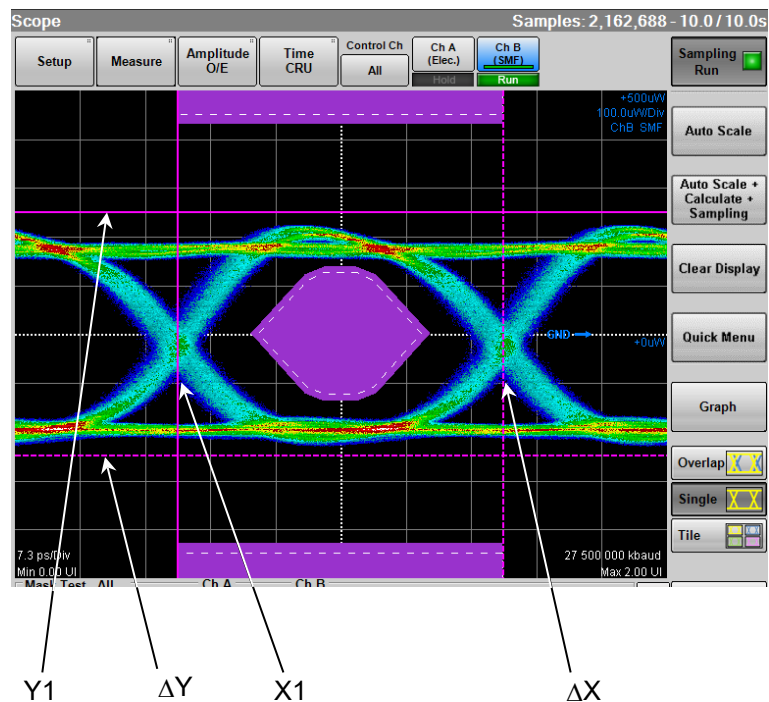 Scope Samples: 2,162,688 - 10.0 / 10.0s
Setup
Measure
Amplitude
O/E
Time
CRU
Control Ch
All
Ch A
(Elec.)
Hold
Ch B
(SMF)
Run
Sampling
Run
+500uW
100.0uW/Div
ChB SMF
Auto Scale
Auto Scale +
Calculate +
Sampling
Clear Display
GND
+0uW
Quick Menu
Graph
Overlap
Single
Tile
7.3 ps/Div
Min 0.00 UI
27 500 000 kbaud
Max 2.00 UI
Mask Test All Ch A Ch B
Y1 ΔY X1 ΔX